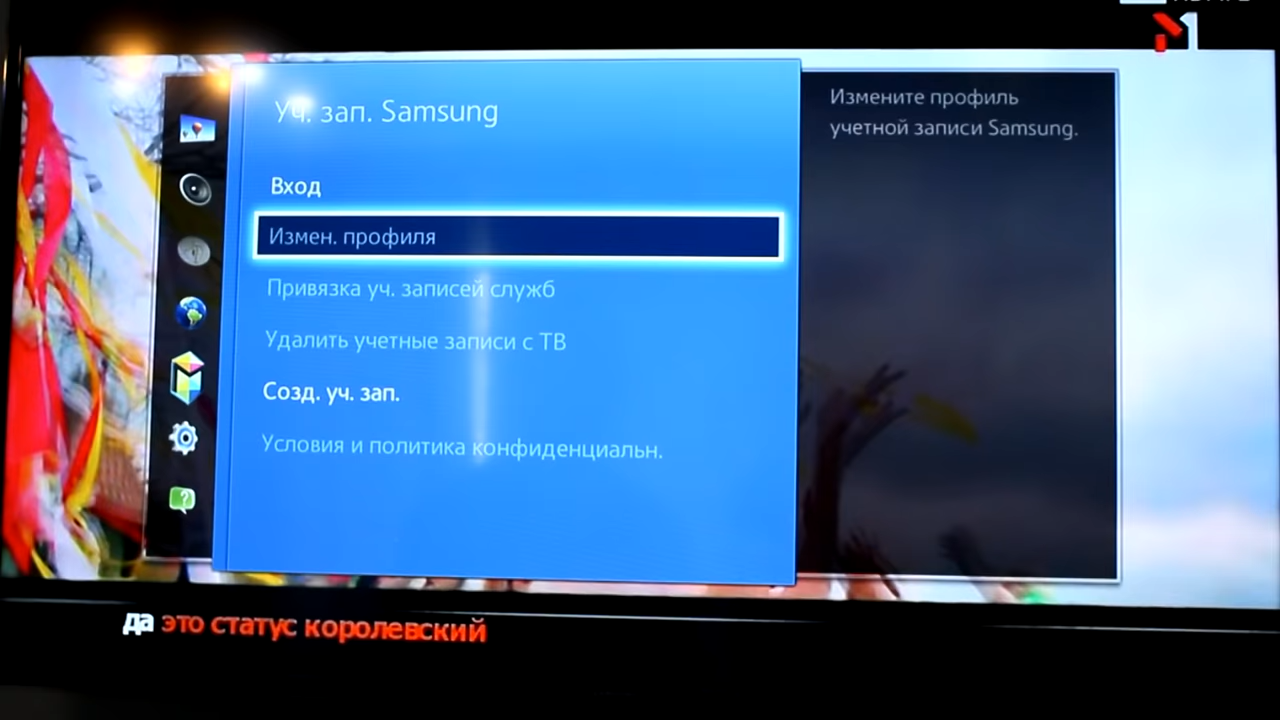 Уч. зап. Samsung
Вход
Измен. профиля
Привязка уч. записей служб
Удалить учетные записи с ТВ
Созд. уч. зап.
Условия и политика конфиденциальн.
Измените профиль
учетной записи Samsung.
M1
да это статус королевский